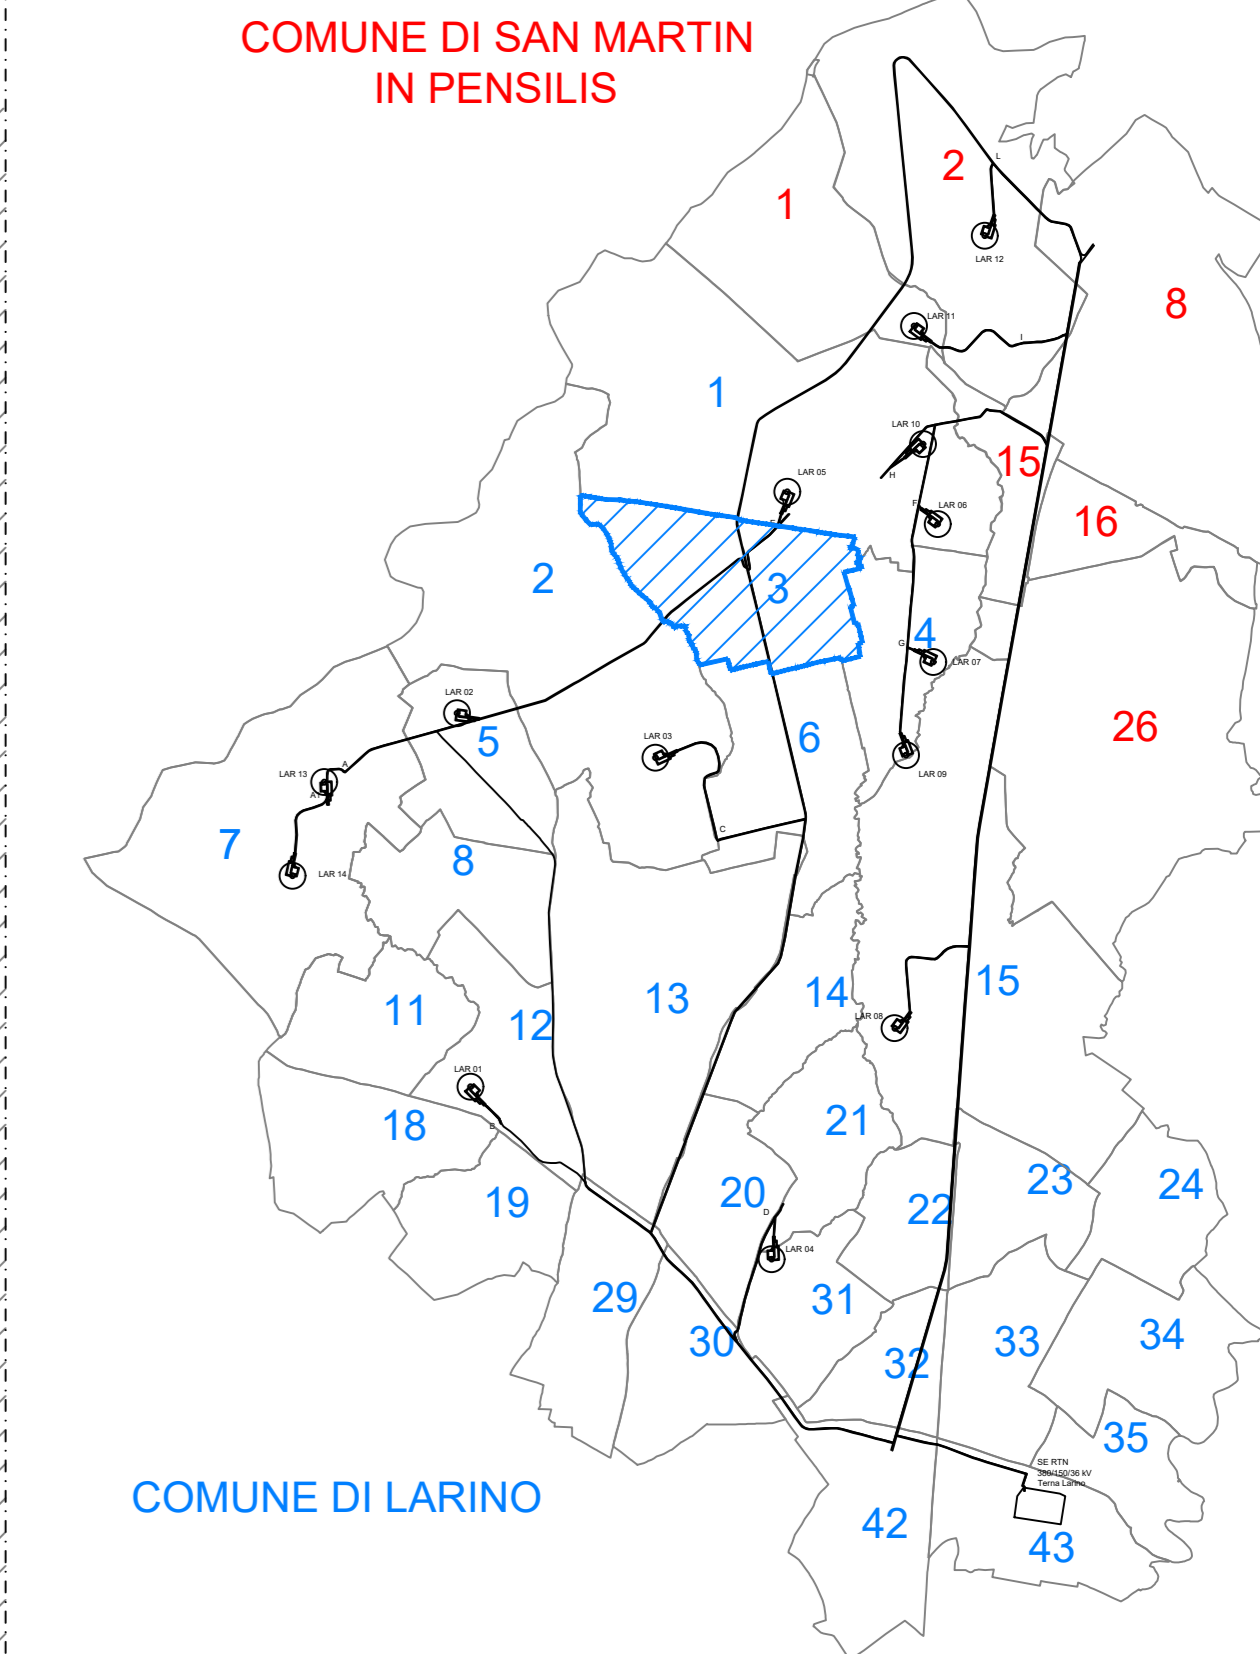 COMUNE DI SAN MARTIN
IN PENSILIS
L
2
1
LAR 12
8
LAR 11
I
1
LAR 10
15
H
LAR 05
F
LAR 06
16
E
2
3
4
G
LAR 07
LAR 02
5
LAR 03
6
26
LAR 09
A
LAR 13
A1
C
7
8
LAR 14
15
13
14
11
12
LAR 08
LAR 01
B
18
21
23
24
20
19
22
D
LAR 04
29
31
30
32
33
34
35
SE RTN
380/150/36 kV
Terna Larino
COMUNE DI LARINO
42
43